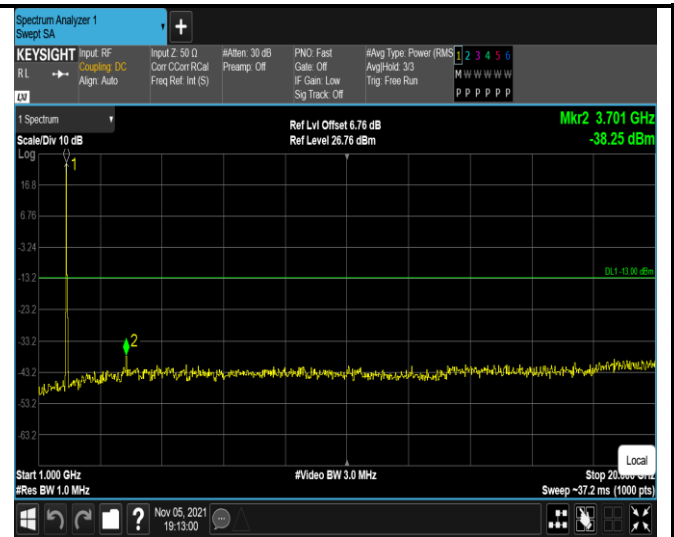 Spectrum Analyzer 1
Swept SA
+
KEYSIGHT Input: RF Input Z: 50 Ω #Atten: 30 dB PNO: Fast #Avg Type: Power (RMS 1 2 3 4 5 6
RL Coupling: DC Corr CCorr RCal Preamp: Off Gate: Off Avg|Hold: 3/3 M W W W W W
Align: Auto Freq Ref: Int (S) IF Gain: Low Trig: Free Run
LXI Sig Track: Off P P P P P P
1 Spectrum Ref Lvl Offset 6.76 dB Mkr2 3.701 GHz
Scale/Div 10 dB Ref Level 26.76 dBm -38.25 dBm
Log
1
16.8
6.76
-3.24
DL1 -13.00 dBm
-13.2
-23.2
-33.2
2
-43.2
-53.2
-63.2
Local
Start 1.000 GHz #Video BW 3.0 MHz Stop 20.000 GHz
#Res BW 1.0 MHz Sweep ~37.2 ms (1000 pts)
? Nov 05, 2021
19:13:00